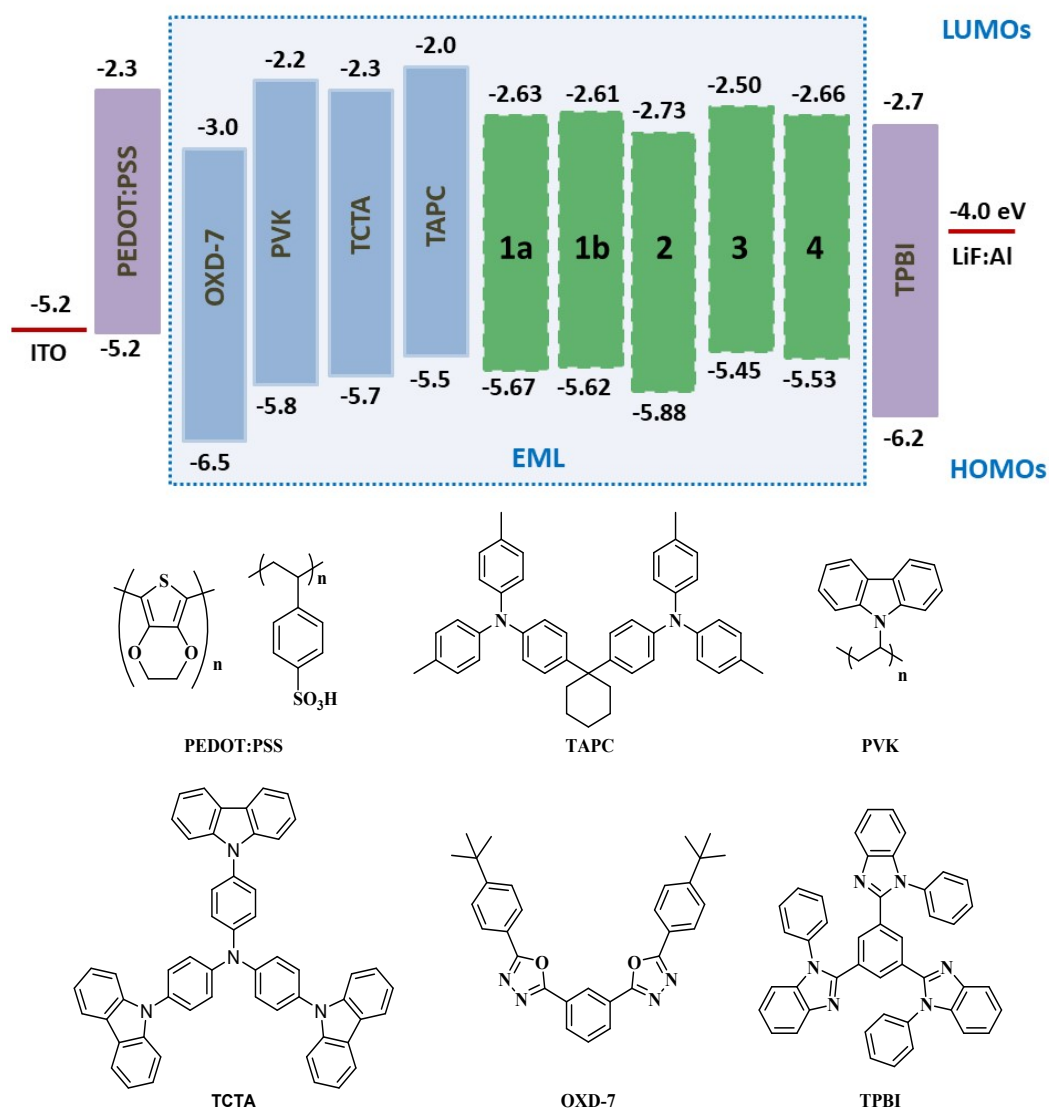 LUMOs
-2.3
-3.0
-2.2
-2.3
-2.0
-2.63
-2.61
-2.73
-2.50
-2.66
-2.7
PEDOT:PSS
OXD-7
PVK
TCTA
TAPC
1a
1b
2
3
4
TPBI
-4.0 eV
LiF:Al
-5.2
ITO
-5.2
-6.5
-5.8
-5.7
-5.5
-5.67
-5.62
-5.88
-5.45
-5.53
-6.2
EML
HOMOs
S
O O
n
n
SO3H
PEDOT:PSS
N N
TAPC
N
n
PVK
N
N
N N
TCTA
O O
N N N N
OXD-7
N N
N N
N N
TPBI